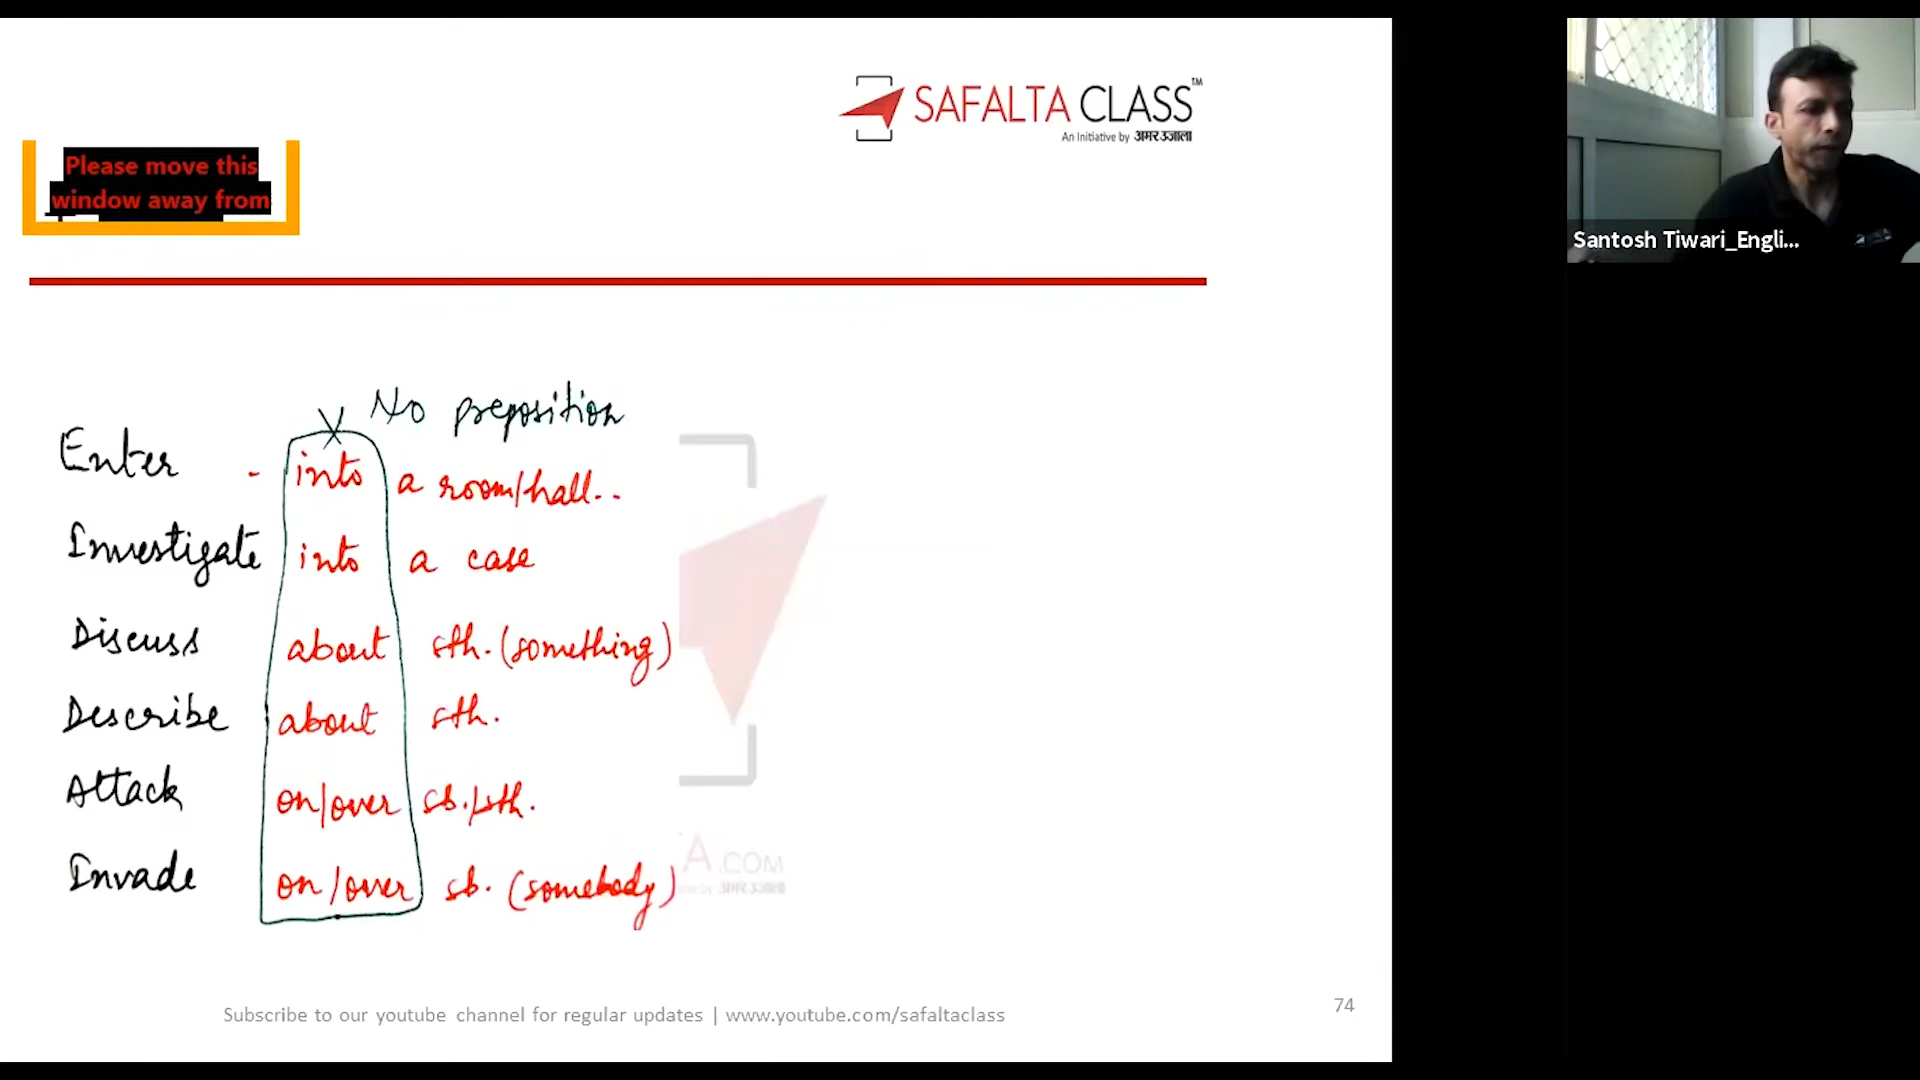 SAFALTA CLASS™
An Initiative by अमर उजाला
Please move this
window away from
Santosh Tiwari_Engli...
X No preposition
Enter - into a room/hall..
Investigate into a case
Discuss about sth. (something)
Describe about sth.
Attack on/over sb./sth.
Invade on/over sb. (somebody)
A.COM
Subscribe to our youtube channel for regular updates | www.youtube.com/safaltaclass
74